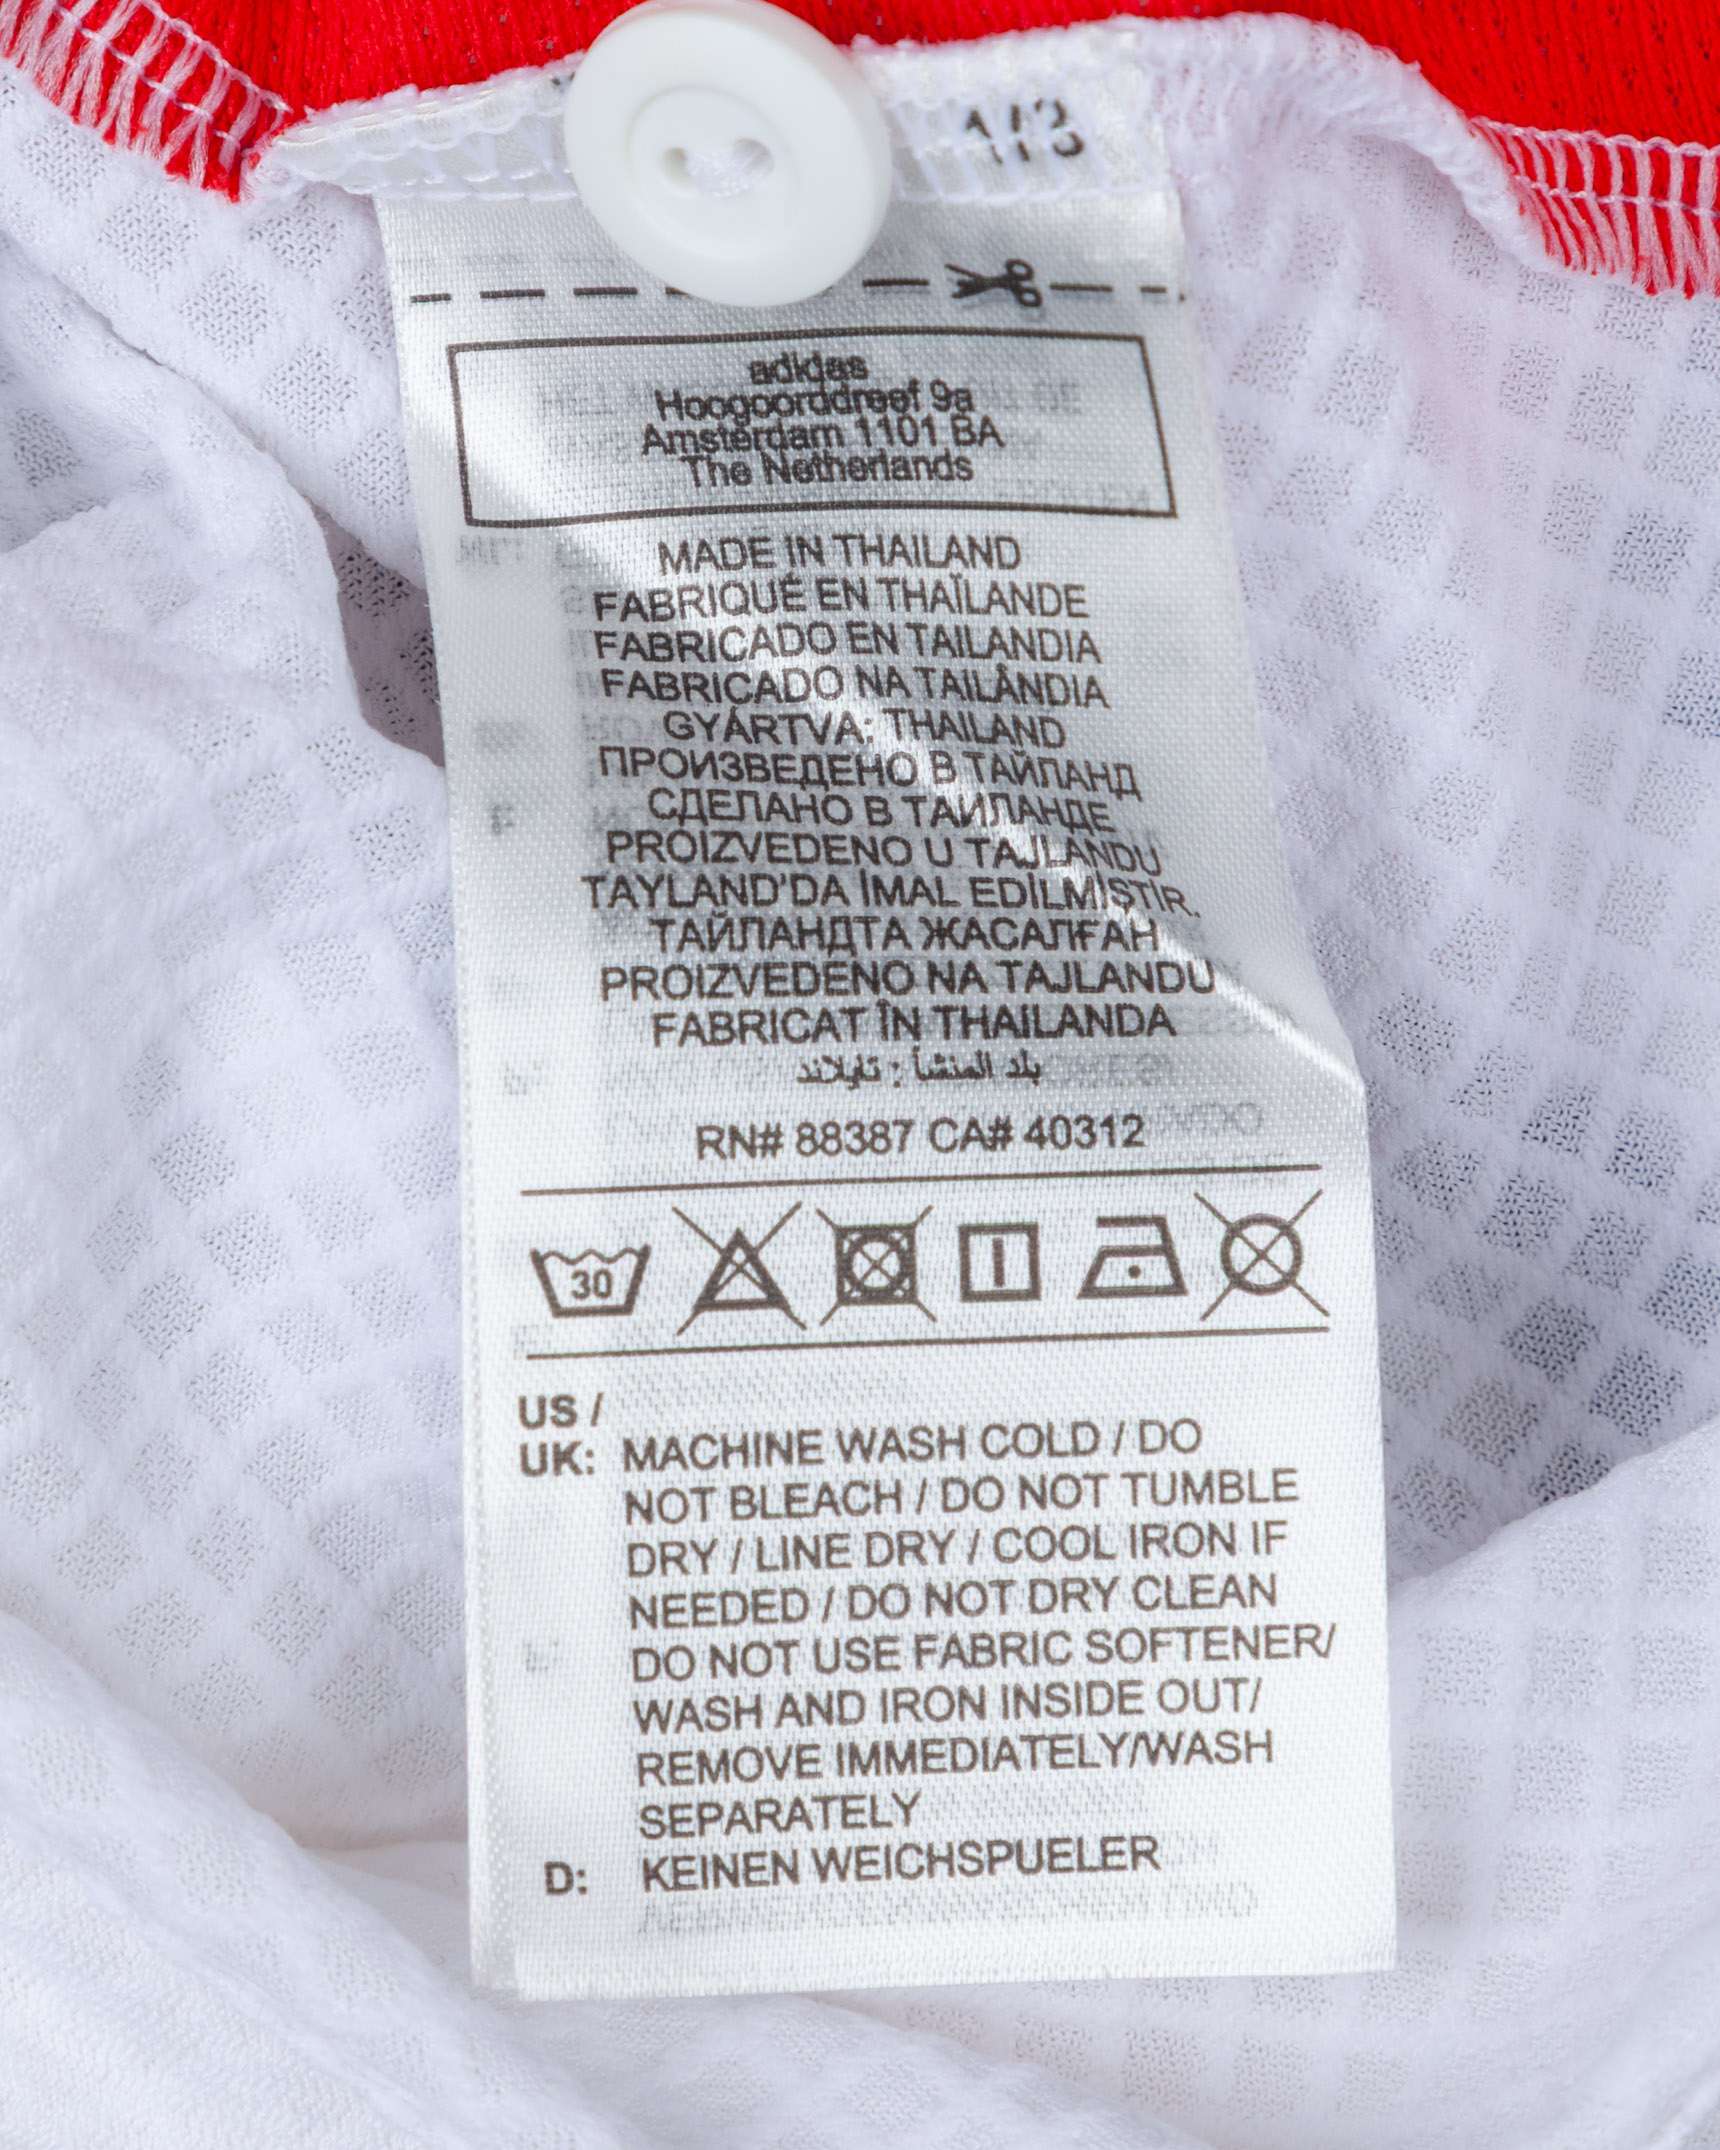 1/3
adidas
Hoogoorddreef 9a
Amsterdam 1101 BA
The Netherlands
MADE IN THAILAND
FABRIQUÉ EN THAÏLANDE
FABRICADO EN TAILANDIA
FABRICADO NA TAILÂNDIA
GYÁRTVA: THAILAND
ПРОИЗВЕДЕНО В ТАЙЛАНД
СДЕЛАНО В ТАИЛАНДЕ
PROIZVEDENO U TAJLANDU
TAYLAND'DA İMAL EDİLMİŞTİR.
ТАЙЛАНДТА ЖАСАЛҒАН
PROIZVEDENO NA TAJLANDU
FABRICAT ÎN THAILANDA
بلد المنشأ : تايلاند
RN# 88387 CA# 40312
30
US /
UK: MACHINE WASH COLD / DO
NOT BLEACH / DO NOT TUMBLE
DRY / LINE DRY / COOL IRON IF
NEEDED / DO NOT DRY CLEAN
DO NOT USE FABRIC SOFTENER/
WASH AND IRON INSIDE OUT/
REMOVE IMMEDIATELY/WASH
SEPARATELY
D: KEINEN WEICHSPUELER